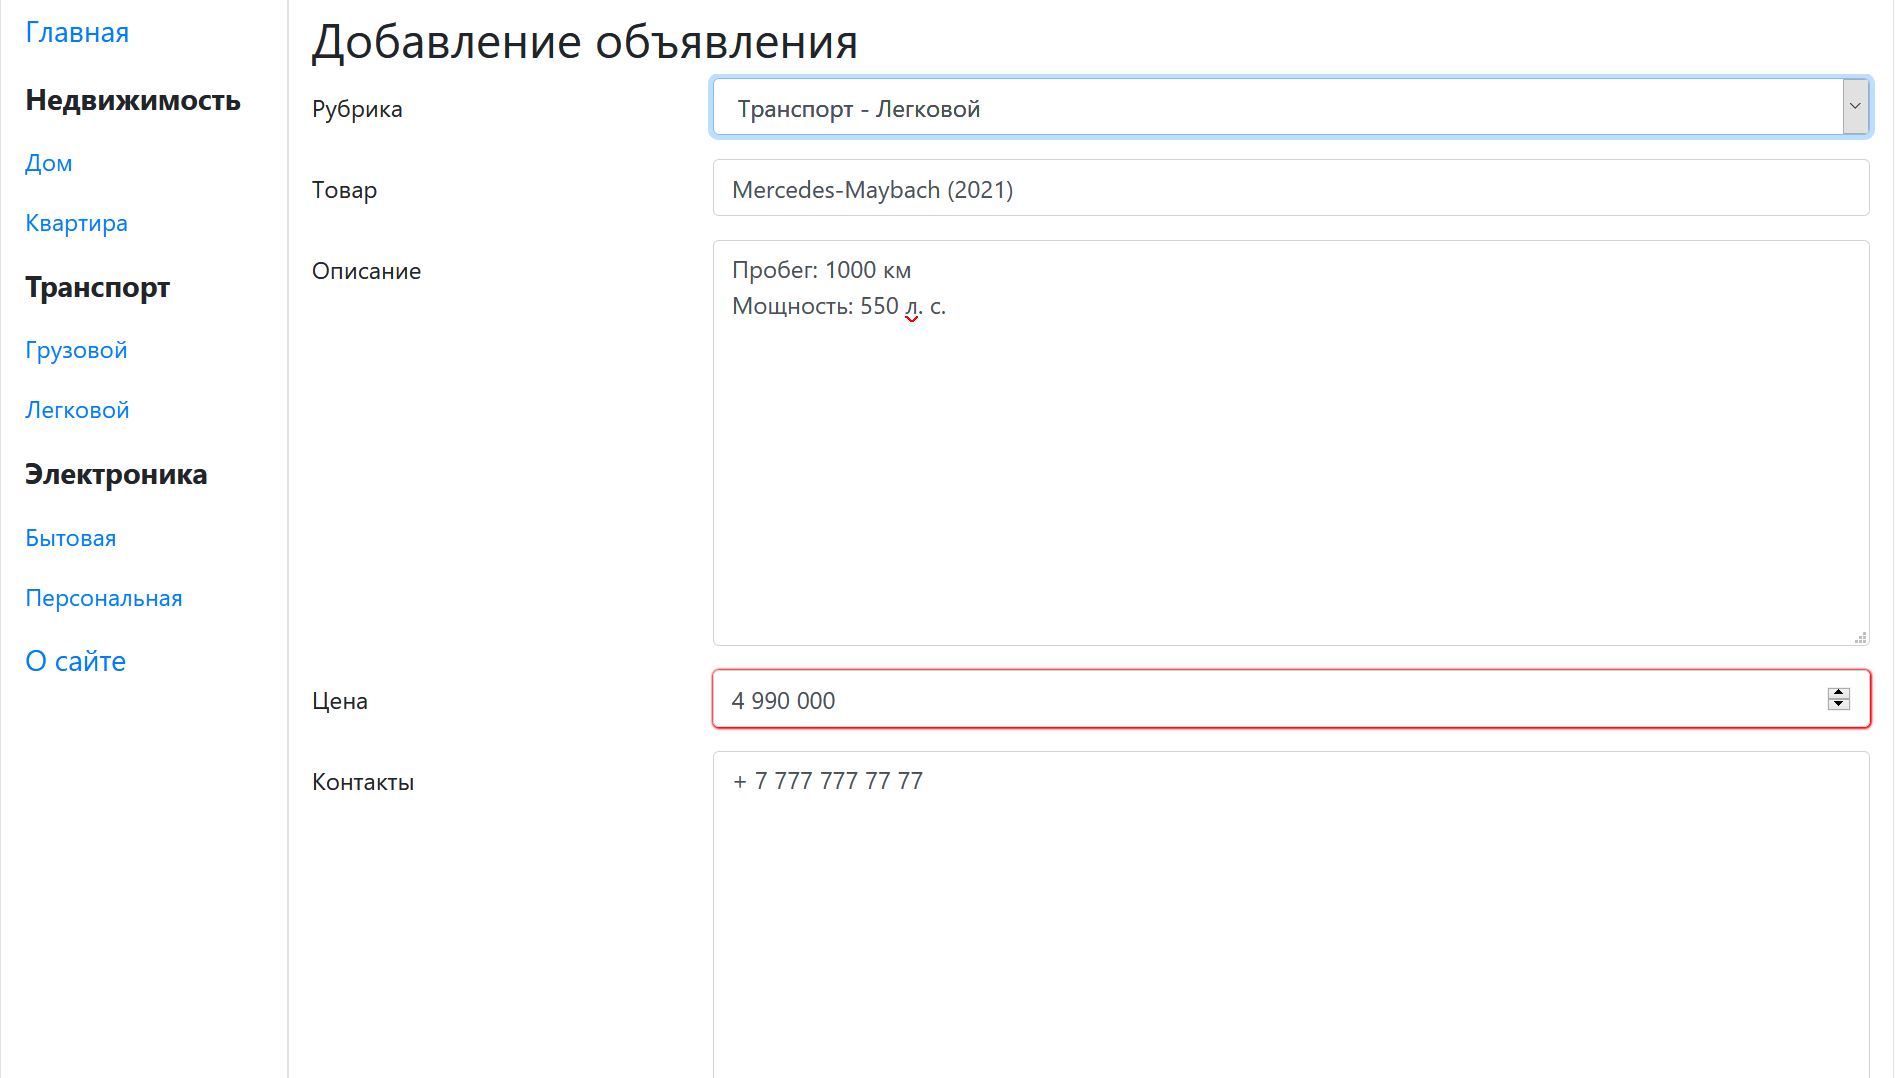 Главная
Недвижимость
Дом
Квартира
Транспорт
Грузовой
Легковой
Электроника
Бытовая
Персональная
О сайте
Добавление объявления
Рубрика
Транспорт - Легковой
Товар
Mercedes-Maybach (2021)
Описание
Пробег: 1000 км
Мощность: 550 л. с.
Цена
4 990 000
Контакты
+ 7 777 777 77 77